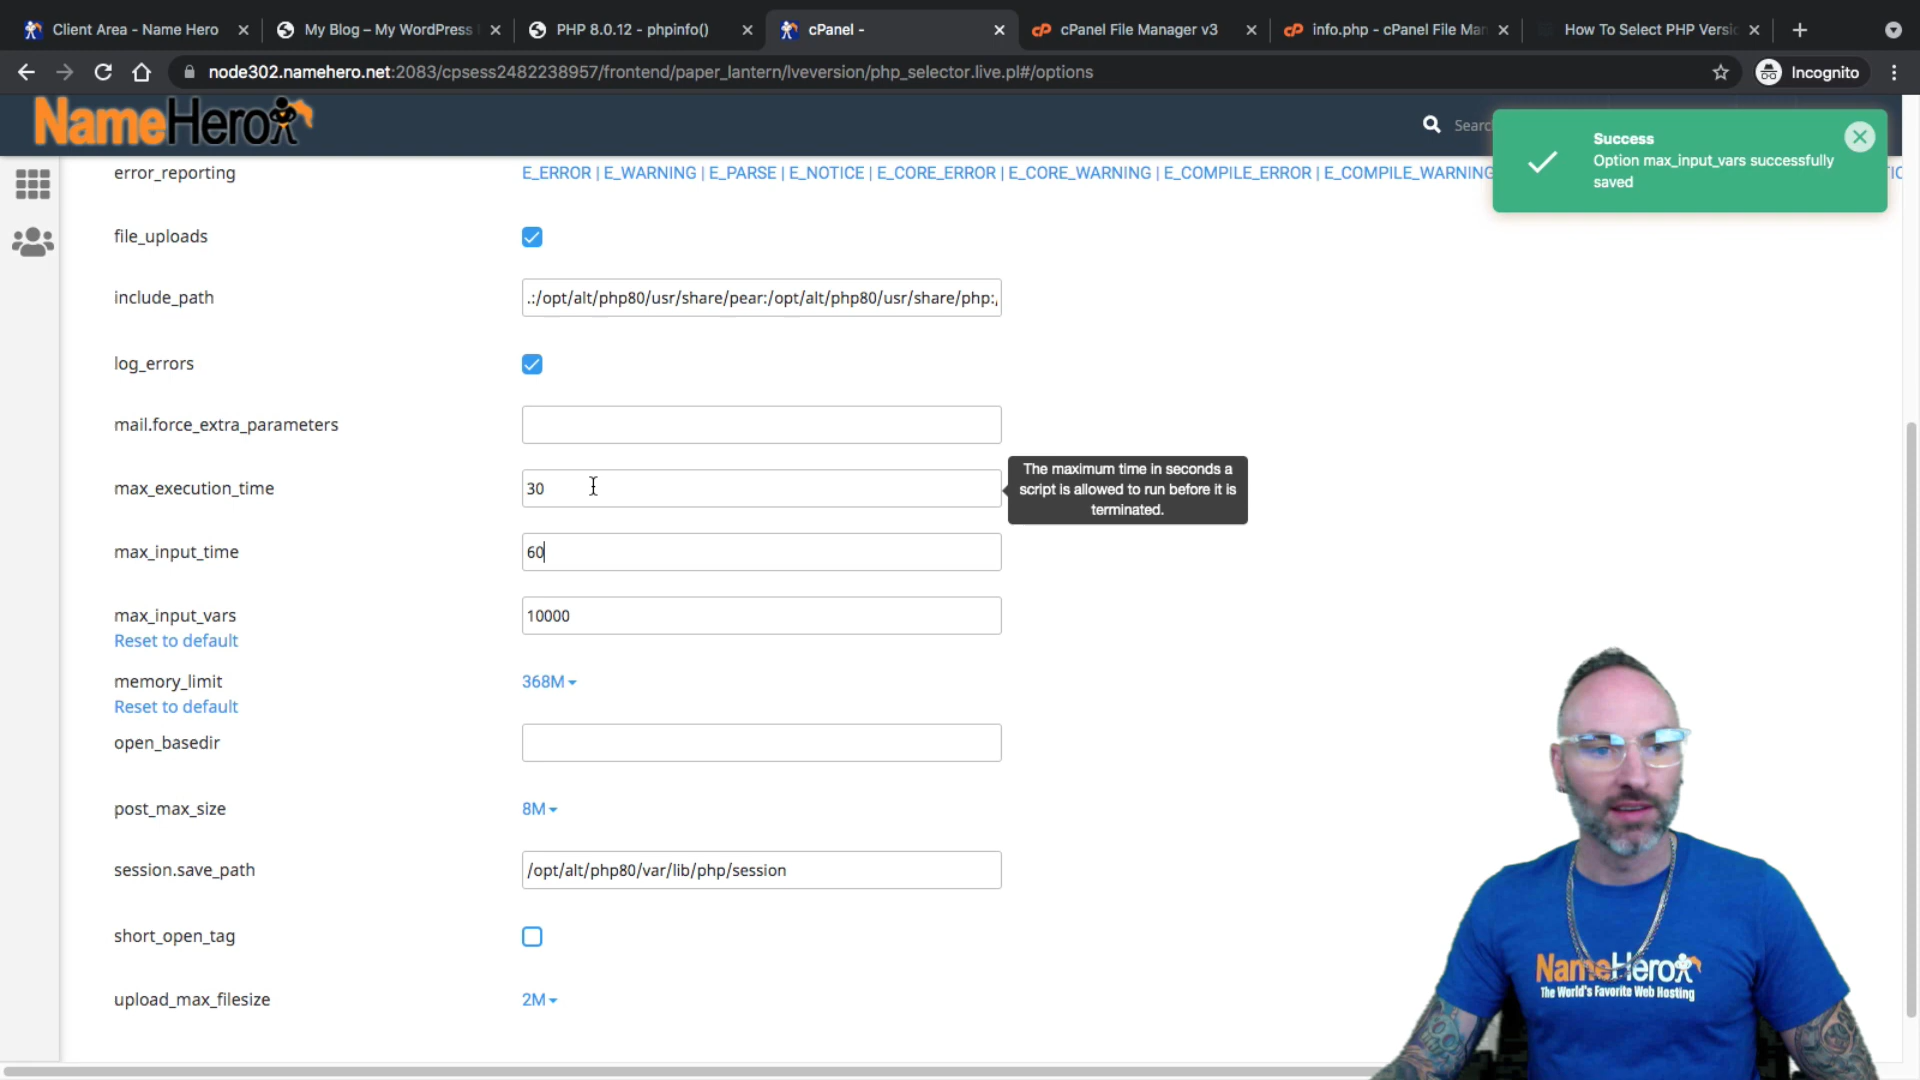 Client Area - Name Hero
My Blog – My WordPress
PHP 8.0.12 - phpinfo()
cPanel -
cPanel File Manager v3
info.php - cPanel File Man
How To Select PHP Versio
node302.namehero.net:2083/cpsess2482238957/frontend/paper_lantern/lveversion/php_selector.live.pl#/options
Incognito
NameHero
Search
Success
Option max_input_vars successfully
saved
error_reporting
E_ERROR | E_WARNING | E_PARSE | E_NOTICE | E_CORE_ERROR | E_CORE_WARNING | E_COMPILE_ERROR | E_COMPILE_WARNING
file_uploads
include_path
.:/opt/alt/php80/usr/share/pear:/opt/alt/php80/usr/share/php:/
log_errors
mail.force_extra_parameters
max_execution_time
30
The maximum time in seconds a
script is allowed to run before it is
terminated.
max_input_time
60
max_input_vars
10000
Reset to default
memory_limit
368M
Reset to default
open_basedir
post_max_size
8M
session.save_path
/opt/alt/php80/var/lib/php/session
short_open_tag
upload_max_filesize
2M
NameHero
The World's Favorite Web Hosting